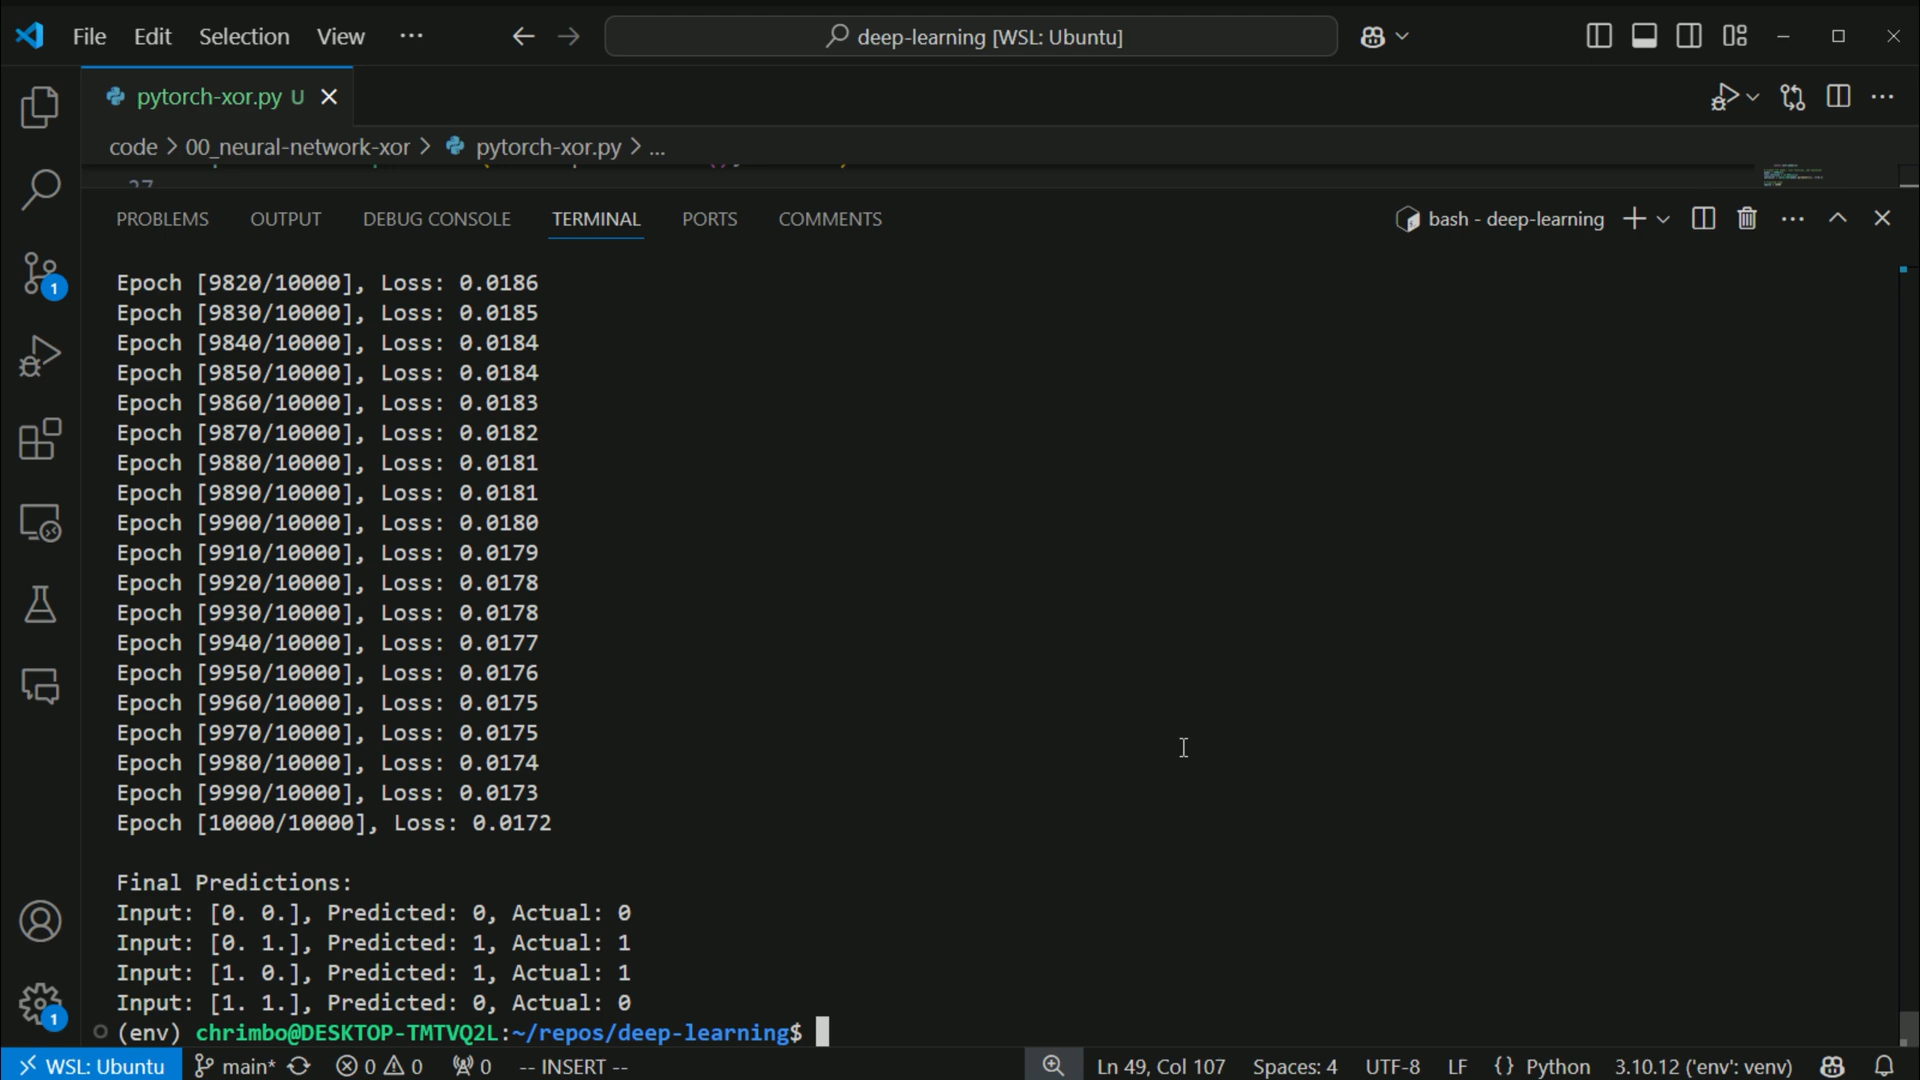 File Edit Selection View ··· deep-learning [WSL: Ubuntu]
pytorch-xor.py U
code > 00_neural-network-xor > pytorch-xor.py > ...
PROBLEMS OUTPUT DEBUG CONSOLE TERMINAL PORTS COMMENTS bash - deep-learning
Epoch [9820/10000], Loss: 0.0186
Epoch [9830/10000], Loss: 0.0185
Epoch [9840/10000], Loss: 0.0184
Epoch [9850/10000], Loss: 0.0184
Epoch [9860/10000], Loss: 0.0183
Epoch [9870/10000], Loss: 0.0182
Epoch [9880/10000], Loss: 0.0181
Epoch [9890/10000], Loss: 0.0181
Epoch [9900/10000], Loss: 0.0180
Epoch [9910/10000], Loss: 0.0179
Epoch [9920/10000], Loss: 0.0178
Epoch [9930/10000], Loss: 0.0178
Epoch [9940/10000], Loss: 0.0177
Epoch [9950/10000], Loss: 0.0176
Epoch [9960/10000], Loss: 0.0175
Epoch [9970/10000], Loss: 0.0175
Epoch [9980/10000], Loss: 0.0174
Epoch [9990/10000], Loss: 0.0173
Epoch [10000/10000], Loss: 0.0172
Final Predictions:
Input: [0. 0.], Predicted: 0, Actual: 0
Input: [0. 1.], Predicted: 1, Actual: 1
Input: [1. 0.], Predicted: 1, Actual: 1
Input: [1. 1.], Predicted: 0, Actual: 0
(env) chrimbo@DESKTOP-TMTVQ2L:~/repos/deep-learning$
1
1
WSL: Ubuntu main* 0 0 0 -- INSERT -- Ln 49, Col 107 Spaces: 4 UTF-8 LF {} Python 3.10.12 ('env': venv)